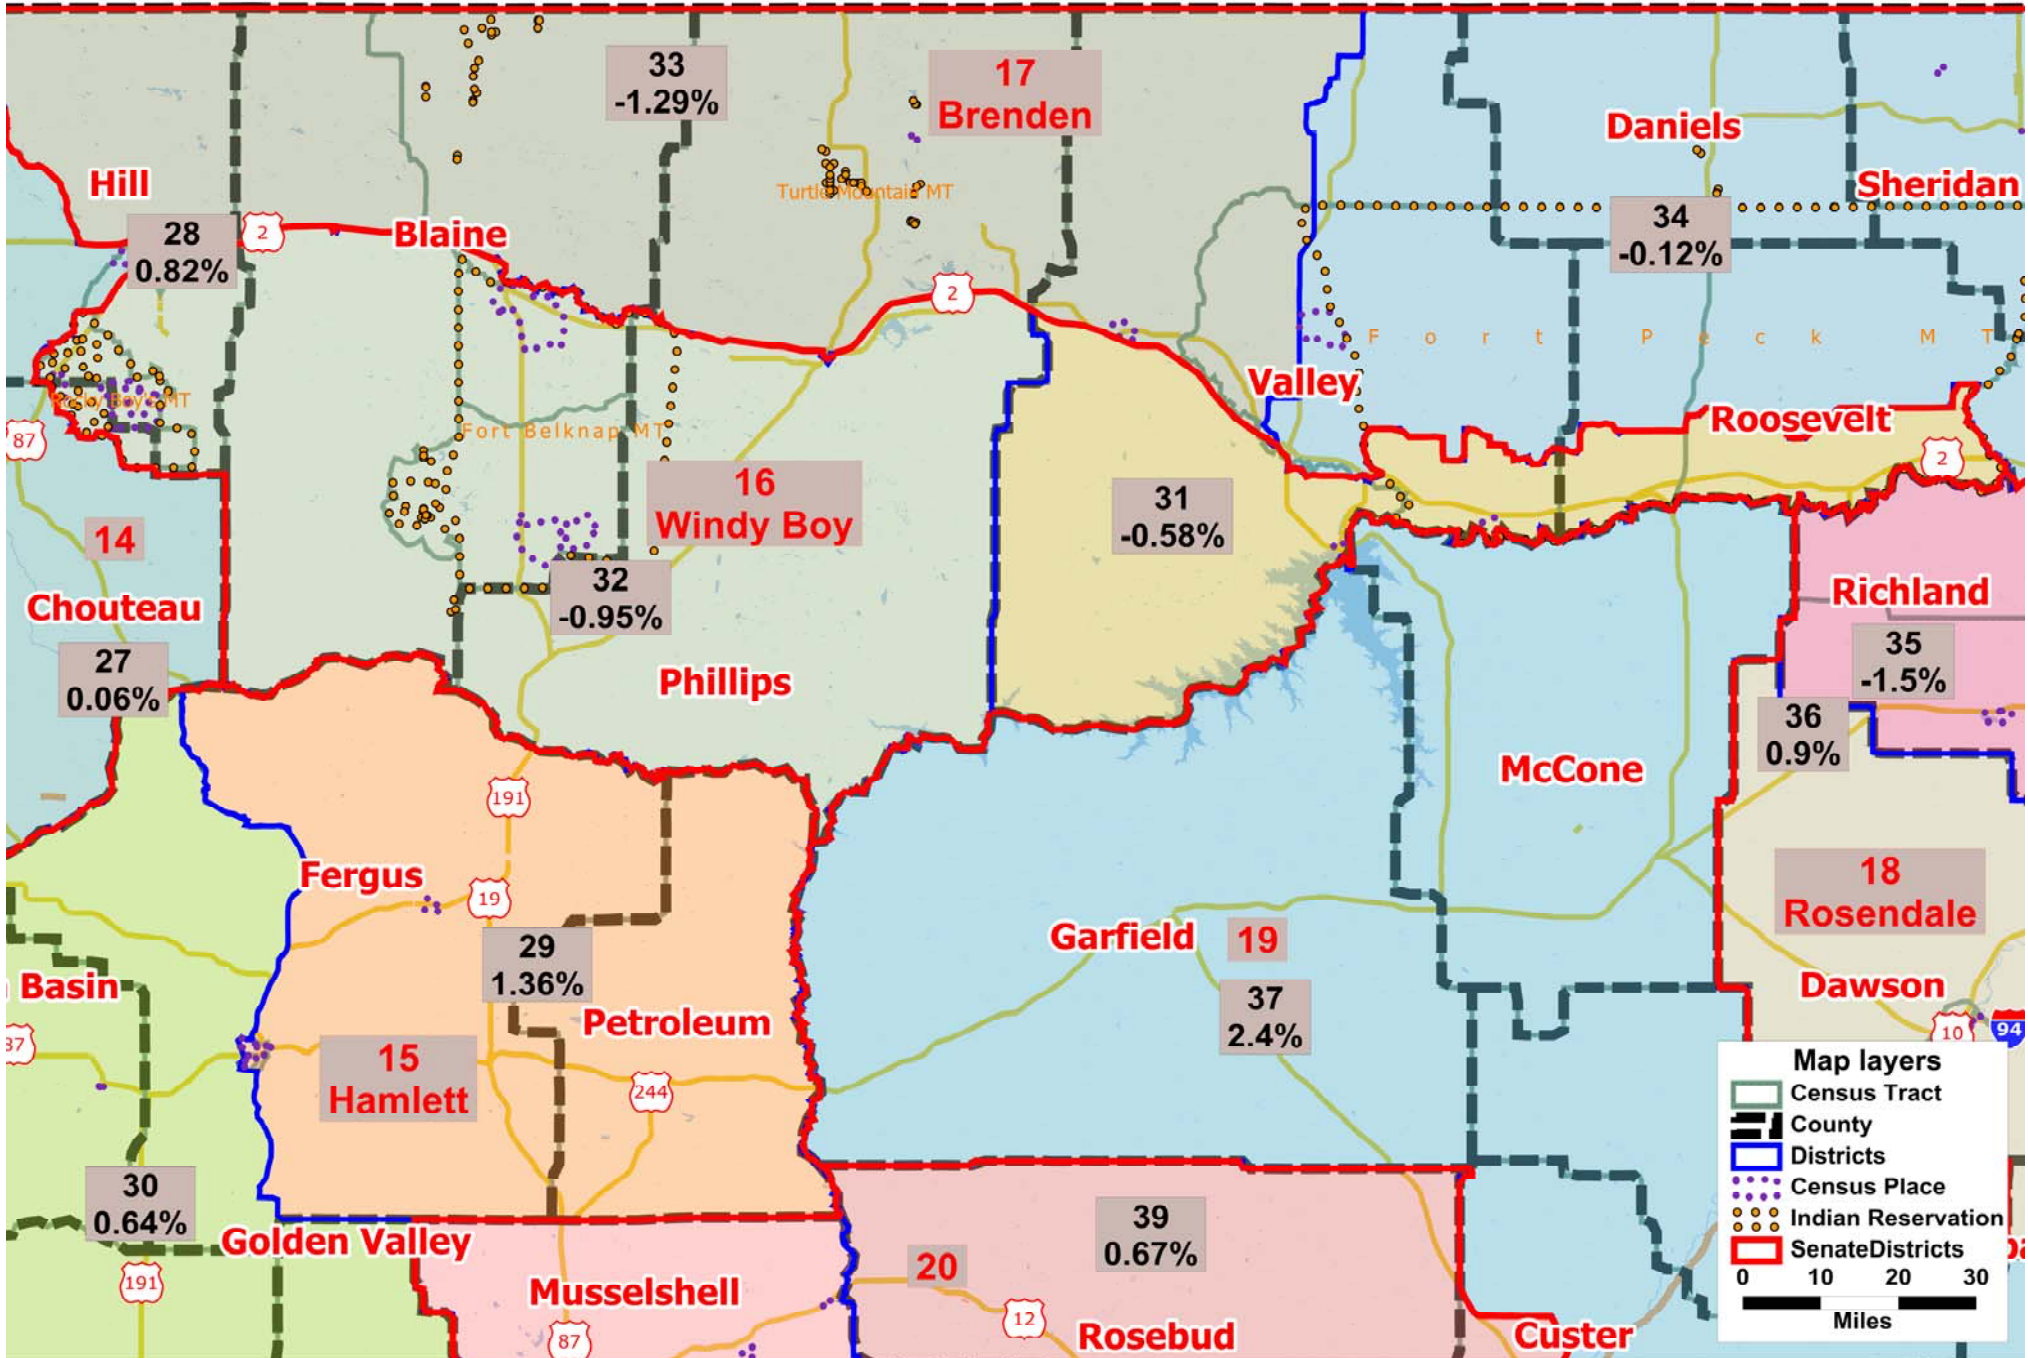 33
-1.29%
17
Brenden
Daniels
Hill
Turtle Mountain MT
Sheridan
28
0.82%
2
Blaine
34
-0.12%
2
Fort Peck MT
Valley
Rocky Boy's MT
Roosevelt
87
Fort Belknap MT
2
16
Windy Boy
31
-0.58%
14
32
-0.95%
Chouteau
Richland
27
0.06%
Phillips
35
-1.5%
36
0.9%
McCone
191
Fergus
19
18
Rosendale
29
1.36%
Garfield
19
Basin
Dawson
Petroleum
37
2.4%
37
10
94
15
Hamlett
244
Map layers
Census Tract
County
Districts
Census Place
Indian Reservation
SenateDistricts
0 10 20 30
Miles
30
0.64%
39
0.67%
Golden Valley
20
191
Musselshell
12
87
Rosebud
Custer